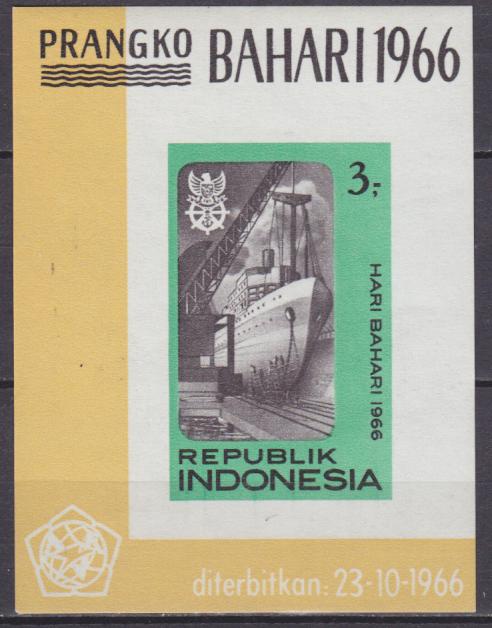 PRANGKO BAHARI 1966
3,-
HARI BAHARI 1966
REPUBLIK
INDONESIA
diterbitkan: 23-10-1966